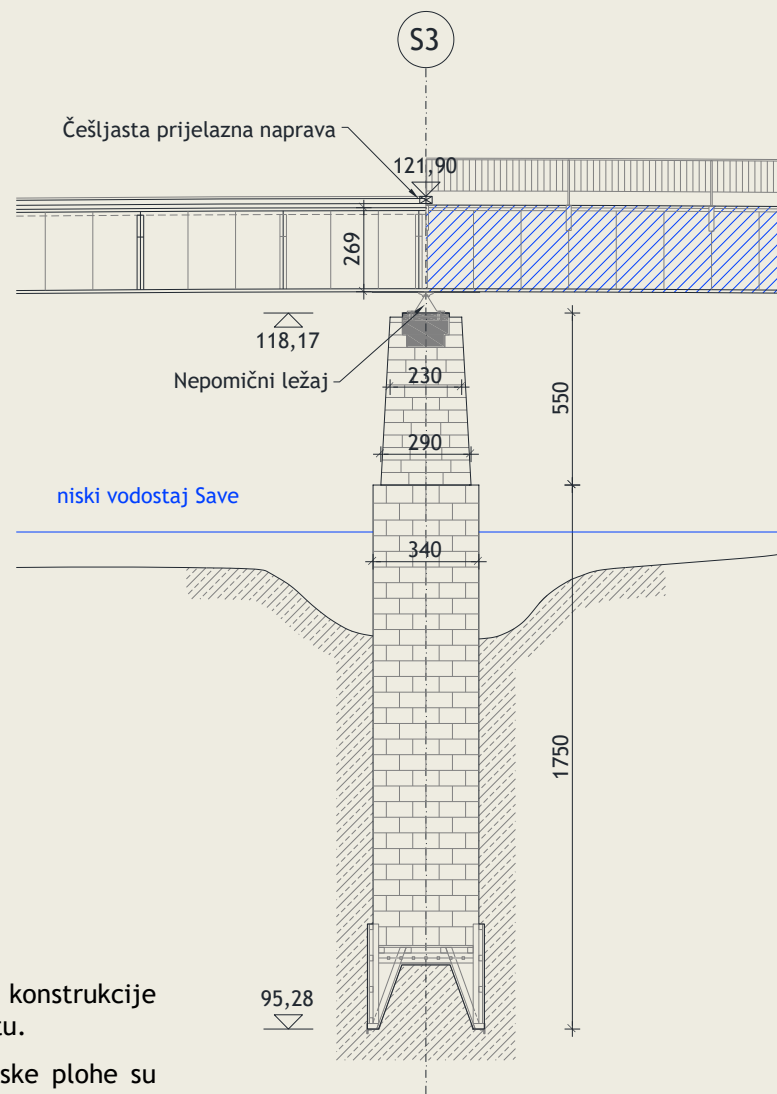 S3
Češljasta prijelazna naprava
121,90
269
118,17
Nepomični ležaj
230
550
290
niski vodostaj Save
340
1750
konstrukcije
95,28
tu.
ske plohe su